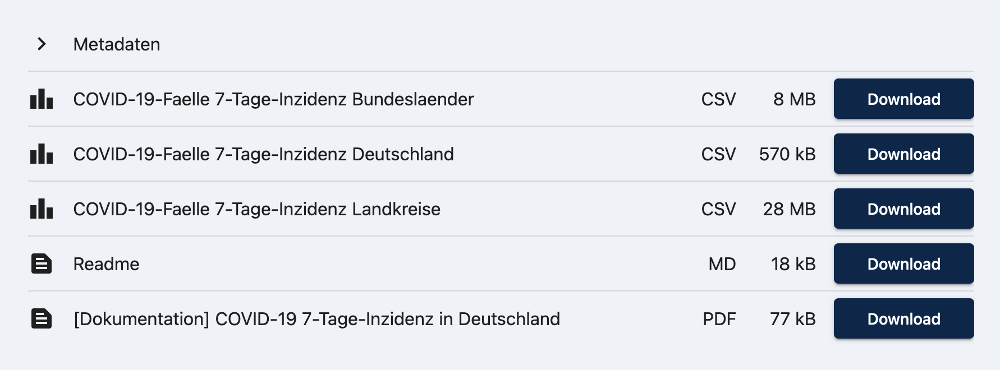 Metadaten
COVID-19-Faelle 7-Tage-Inzidenz Bundeslaender CSV 8 MB Download
COVID-19-Faelle 7-Tage-Inzidenz Deutschland CSV 570 kB Download
COVID-19-Faelle 7-Tage-Inzidenz Landkreise CSV 28 MB Download
Readme MD 18 kB Download
[Dokumentation] COVID-19 7-Tage-Inzidenz in Deutschland PDF 77 kB Download